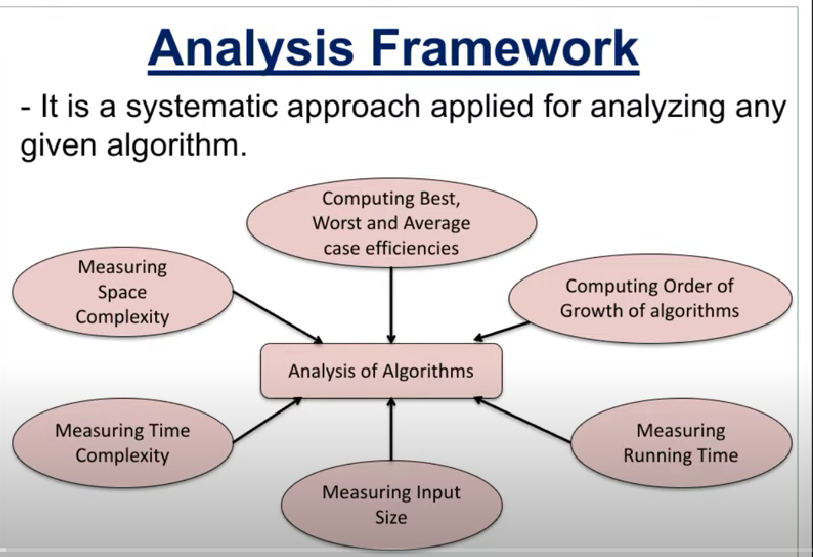 Analysis Framework
- It is a systematic approach applied for analyzing any
given algorithm.
Computing Best,
Worst and Average
case efficiencies
Measuring
Space
Complexity
Computing Order of
Growth of algorithms
Analysis of Algorithms
Measuring Time
Complexity
Measuring
Running Time
Measuring Input
Size